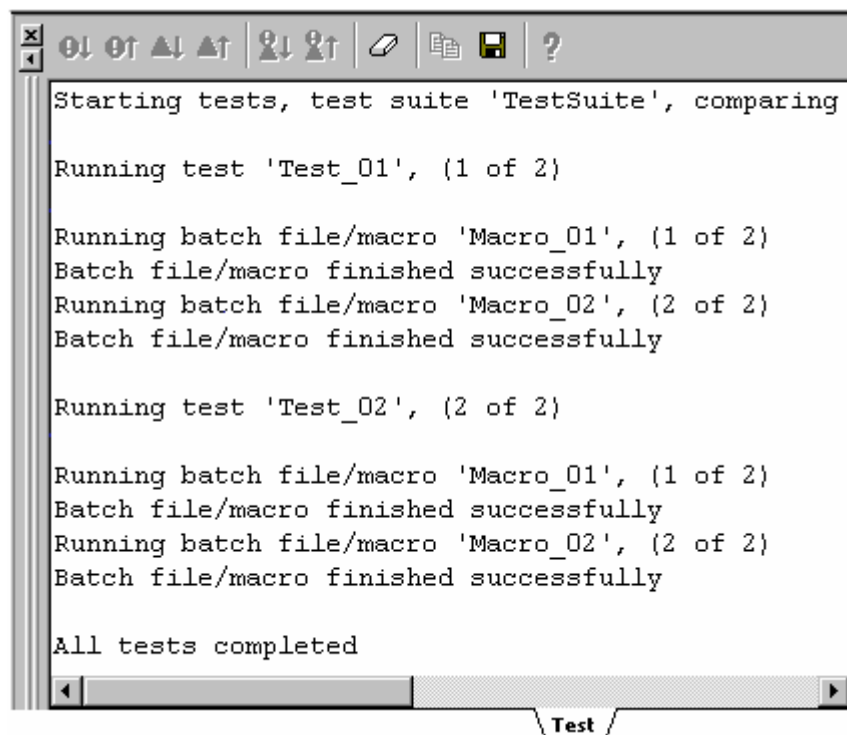 Starting tests, test suite 'TestSuite', comparing
Running test 'Test_01', (1 of 2)
Running batch file/macro 'Macro_01', (1 of 2)
Batch file/macro finished successfully
Running batch file/macro 'Macro_02', (2 of 2)
Batch file/macro finished successfully
Running test 'Test_02', (2 of 2)
Running batch file/macro 'Macro_01', (1 of 2)
Batch file/macro finished successfully
Running batch file/macro 'Macro_02', (2 of 2)
Batch file/macro finished successfully
All tests completed
Test